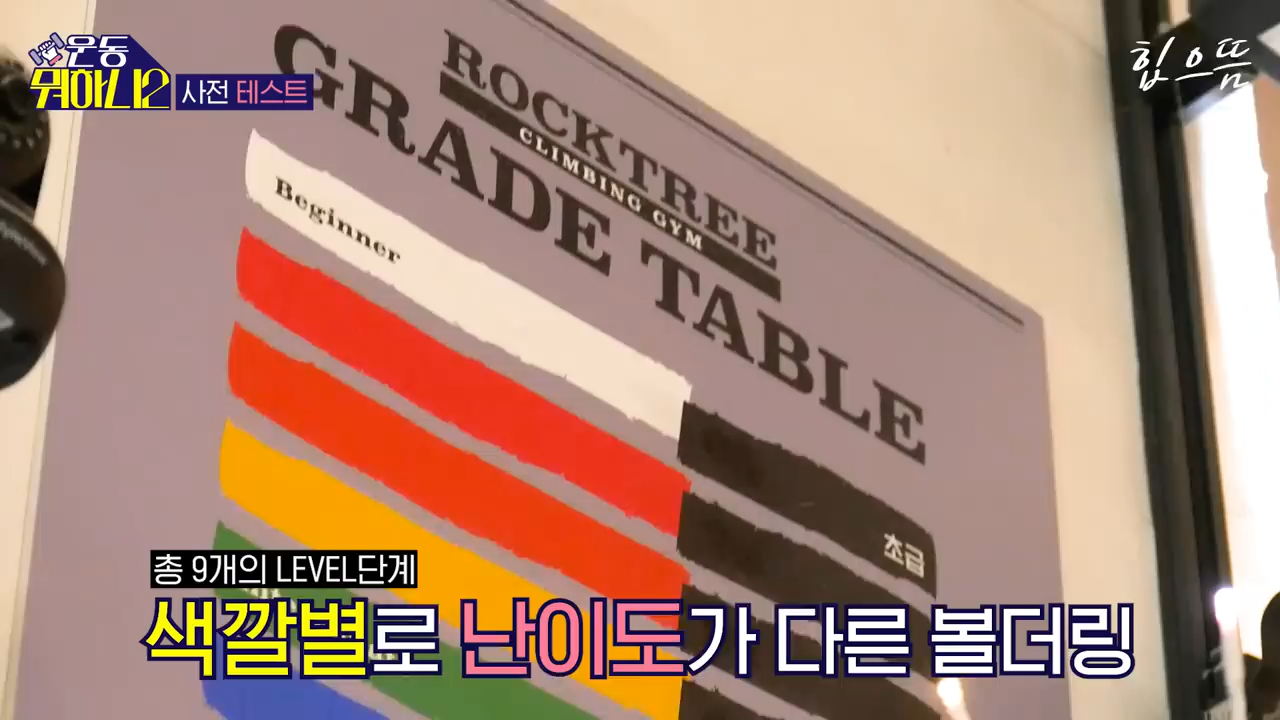 운동
뭐하니2
사전 테스트
힙으뜸
ROCKTREE
CLIMBING GYM
GRADE TABLE
Beginner
초급
총 9개의 LEVEL단계
색깔별로 난이도가 다른 볼더링